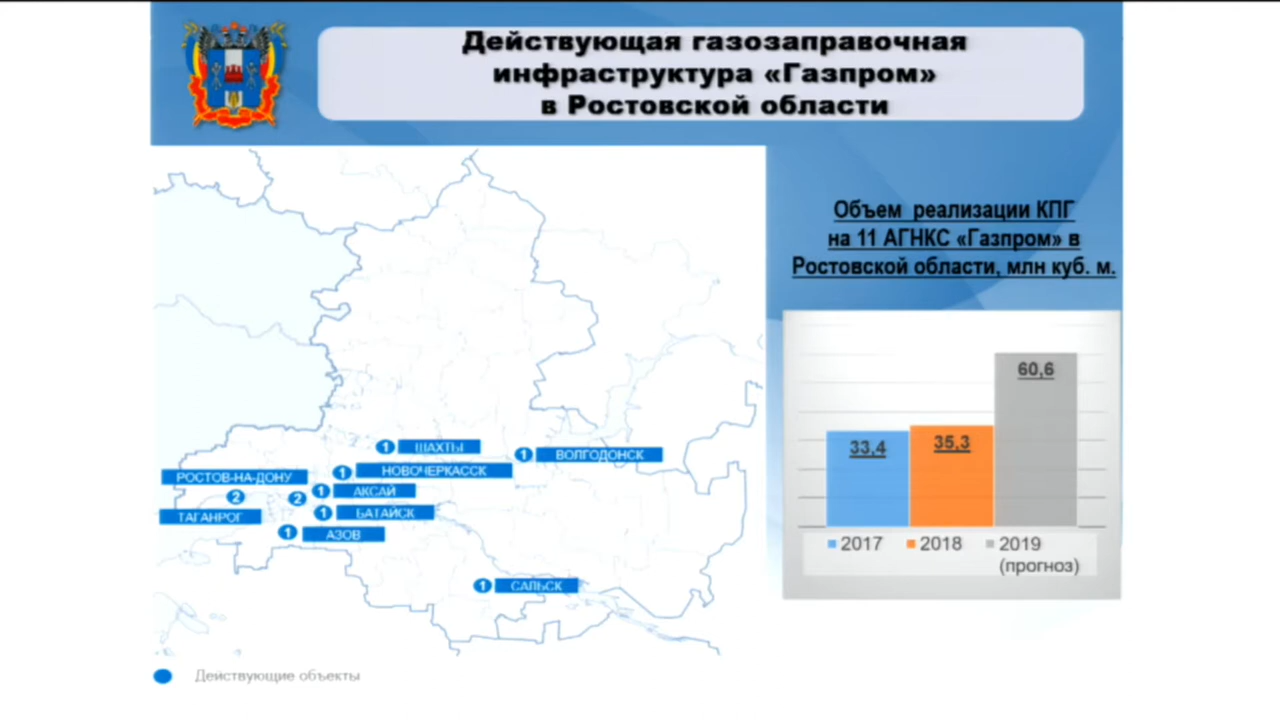 Действующая газозаправочная
инфраструктура «Газпром»
в Ростовской области
Объем реализации КПГ
на 11 АГНКС «Газпром» в
Ростовской области, млн куб. м.
60,6
33,4
35,3
2017
2018
2019
(прогноз)
1 ШАХТЫ
1 ВОЛГОДОНСК
1 НОВОЧЕРКАССК
РОСТОВ-НА-ДОНУ
2
2
1 АКСАЙ
ТАГАНРОГ
1 БАТАЙСК
1 АЗОВ
1 САЛЬСК
Действующие объекты